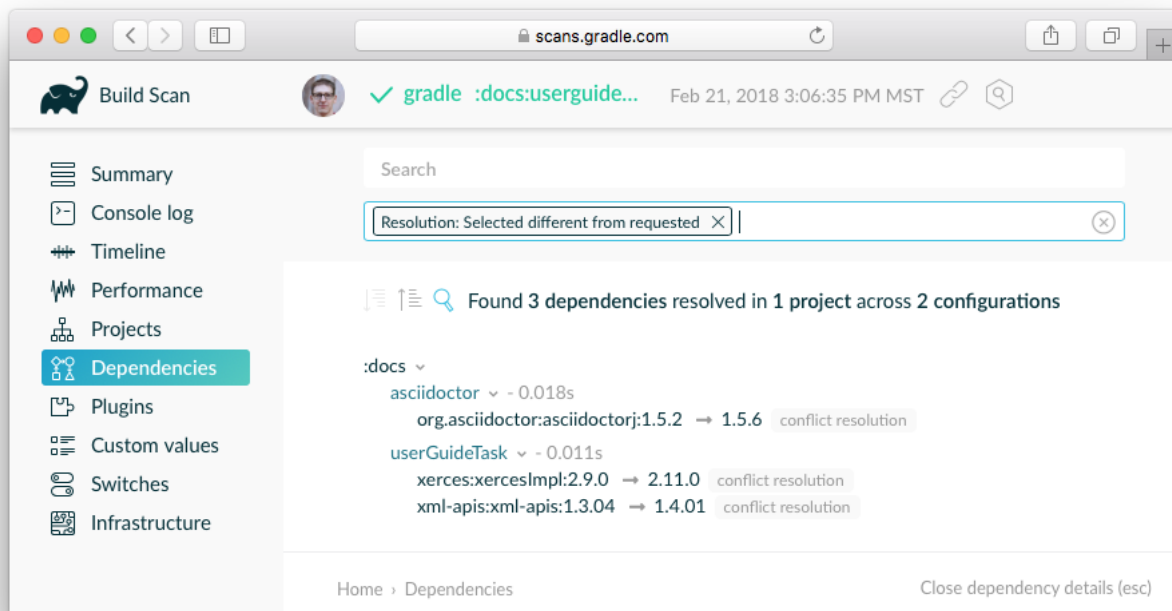 scans.gradle.com
Build Scan
gradle :docs:userguide... Feb 21, 2018 3:06:35 PM MST
Summary
Console log
Timeline
Performance
Projects
Dependencies
Plugins
Custom values
Switches
Infrastructure
Search
Resolution: Selected different from requested
Found 3 dependencies resolved in 1 project across 2 configurations
:docs
asciidoctor - 0.018s
org.asciidoctor:asciidoctorj:1.5.2 → 1.5.6 conflict resolution
userGuideTask - 0.011s
xerces:xercesImpl:2.9.0 → 2.11.0 conflict resolution
xml-apis:xml-apis:1.3.04 → 1.4.01 conflict resolution
Home › Dependencies
Close dependency details (esc)